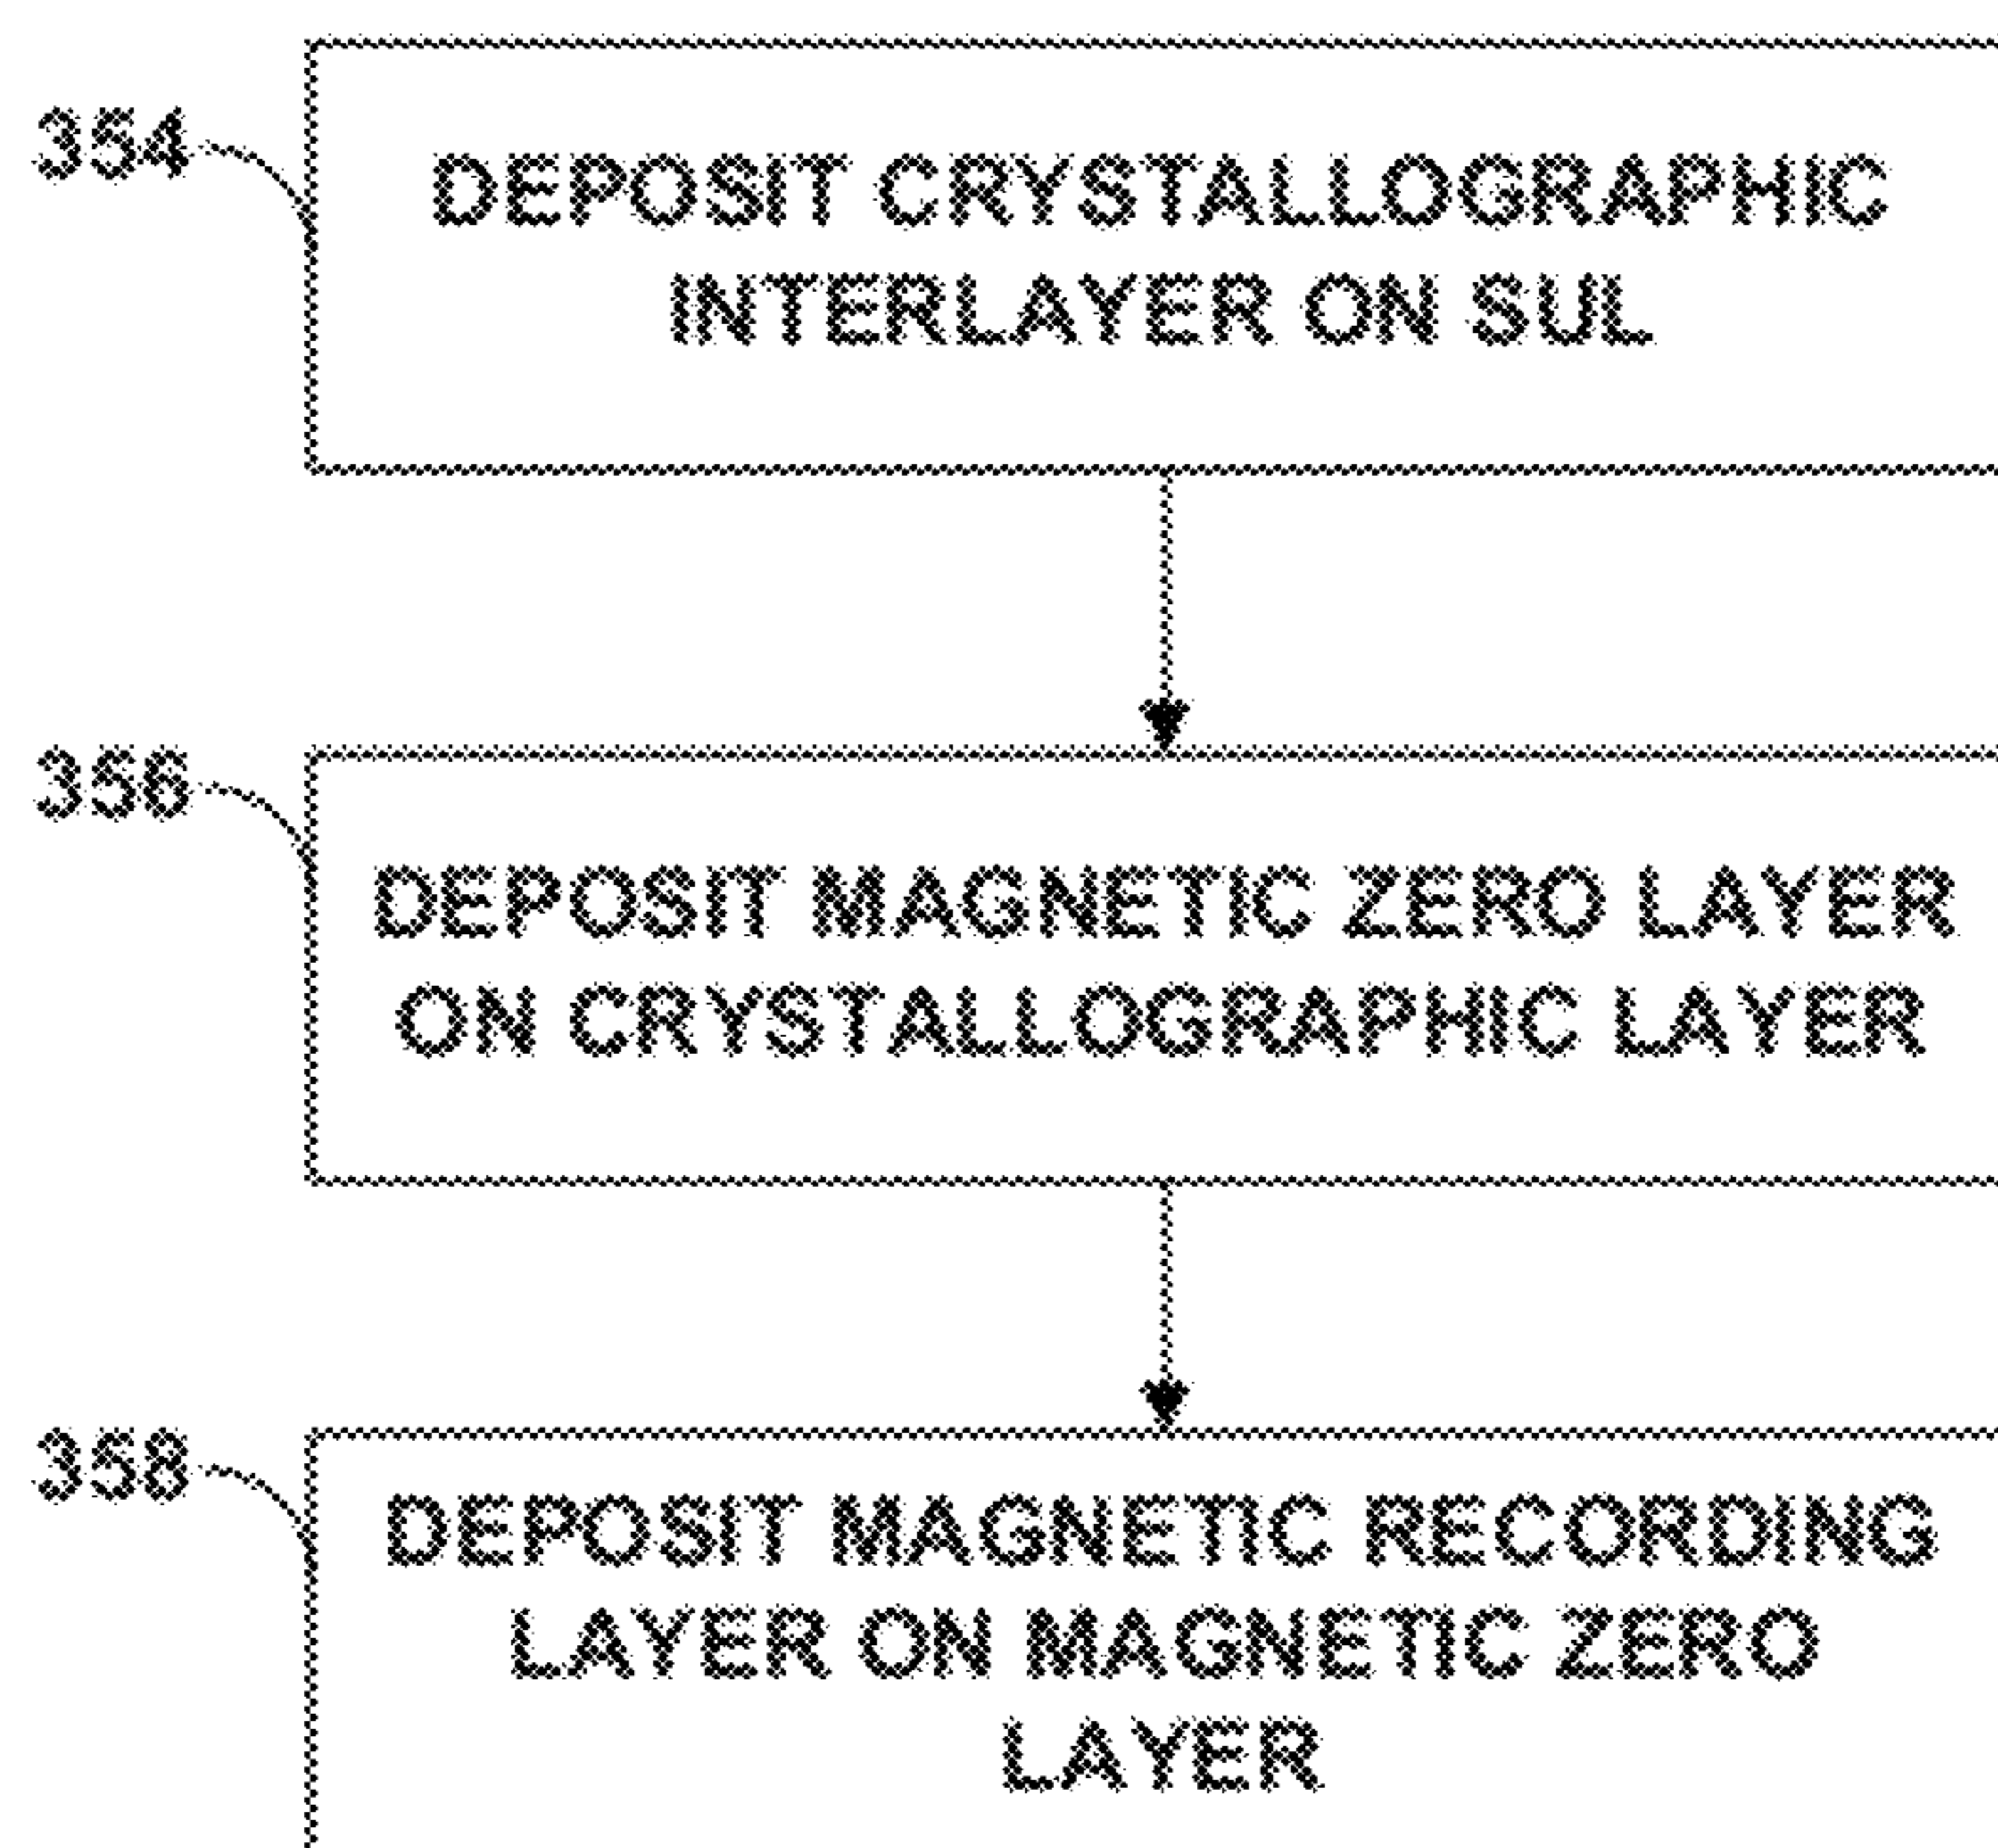 354
DEPOSIT CRYSTALLOGRAPHIC
INTERLAYER ON SUL
356
DEPOSIT MAGNETIC ZERO LAYER
ON CRYSTALLOGRAPHIC LAYER
358
DEPOSIT MAGNETIC RECORDING
LAYER ON MAGNETIC ZERO
LAYER